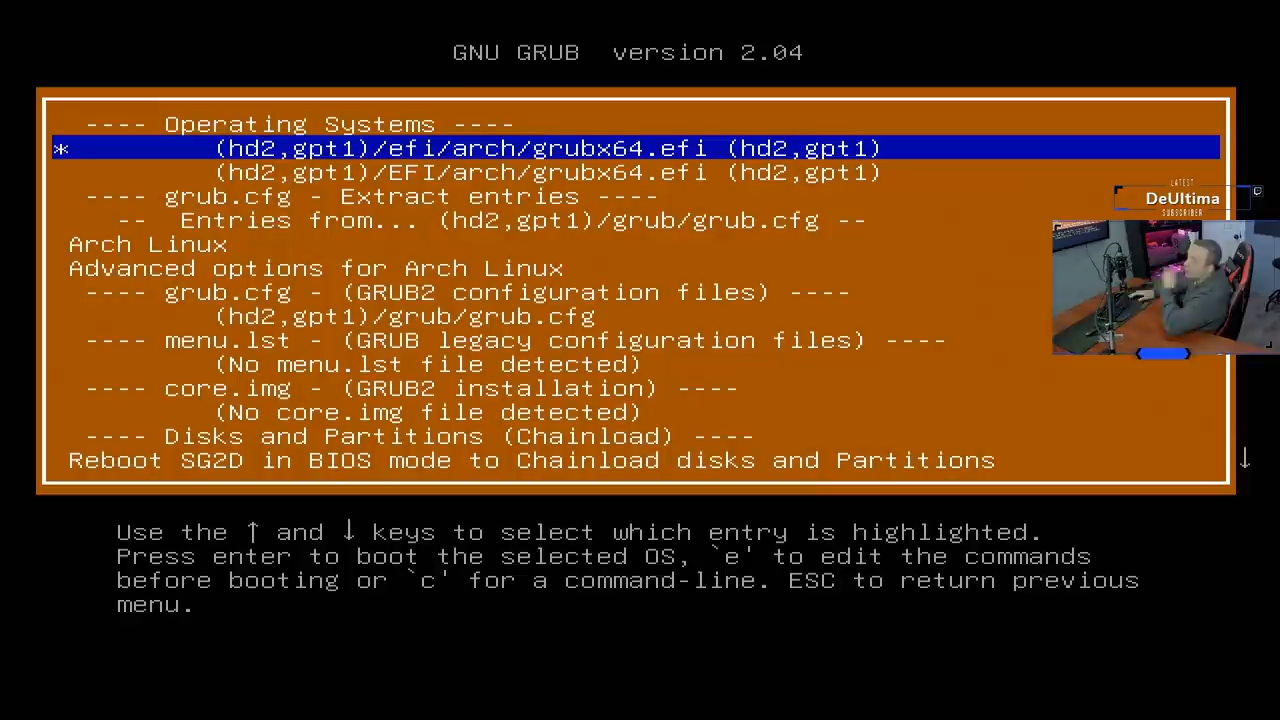 GNU GRUB  version 2.04
---- Operating Systems ----
*         (hd2,gpt1)/efi/arch/grubx64.efi (hd2,gpt1)
(hd2,gpt1)/EFI/arch/grubx64.efi (hd2,gpt1)
---- grub.cfg - Extract entries ----
--  Entries from... (hd2,gpt1)/grub/grub.cfg --
Arch Linux
Advanced options for Arch Linux
---- grub.cfg - (GRUB2 configuration files) ----
(hd2,gpt1)/grub/grub.cfg
---- menu.lst - (GRUB legacy configuration files) ----
(No menu.lst file detected)
---- core.img - (GRUB2 installation) ----
(No core.img file detected)
---- Disks and Partitions (Chainload) ----
Reboot SG2D in BIOS mode to Chainload disks and Partitions
↓
LATEST
DeUltima
SUBSCRIBER
Use the ↑ and ↓ keys to select which entry is highlighted.
Press enter to boot the selected OS, `e' to edit the commands
before booting or `c' for a command-line. ESC to return previous
menu.